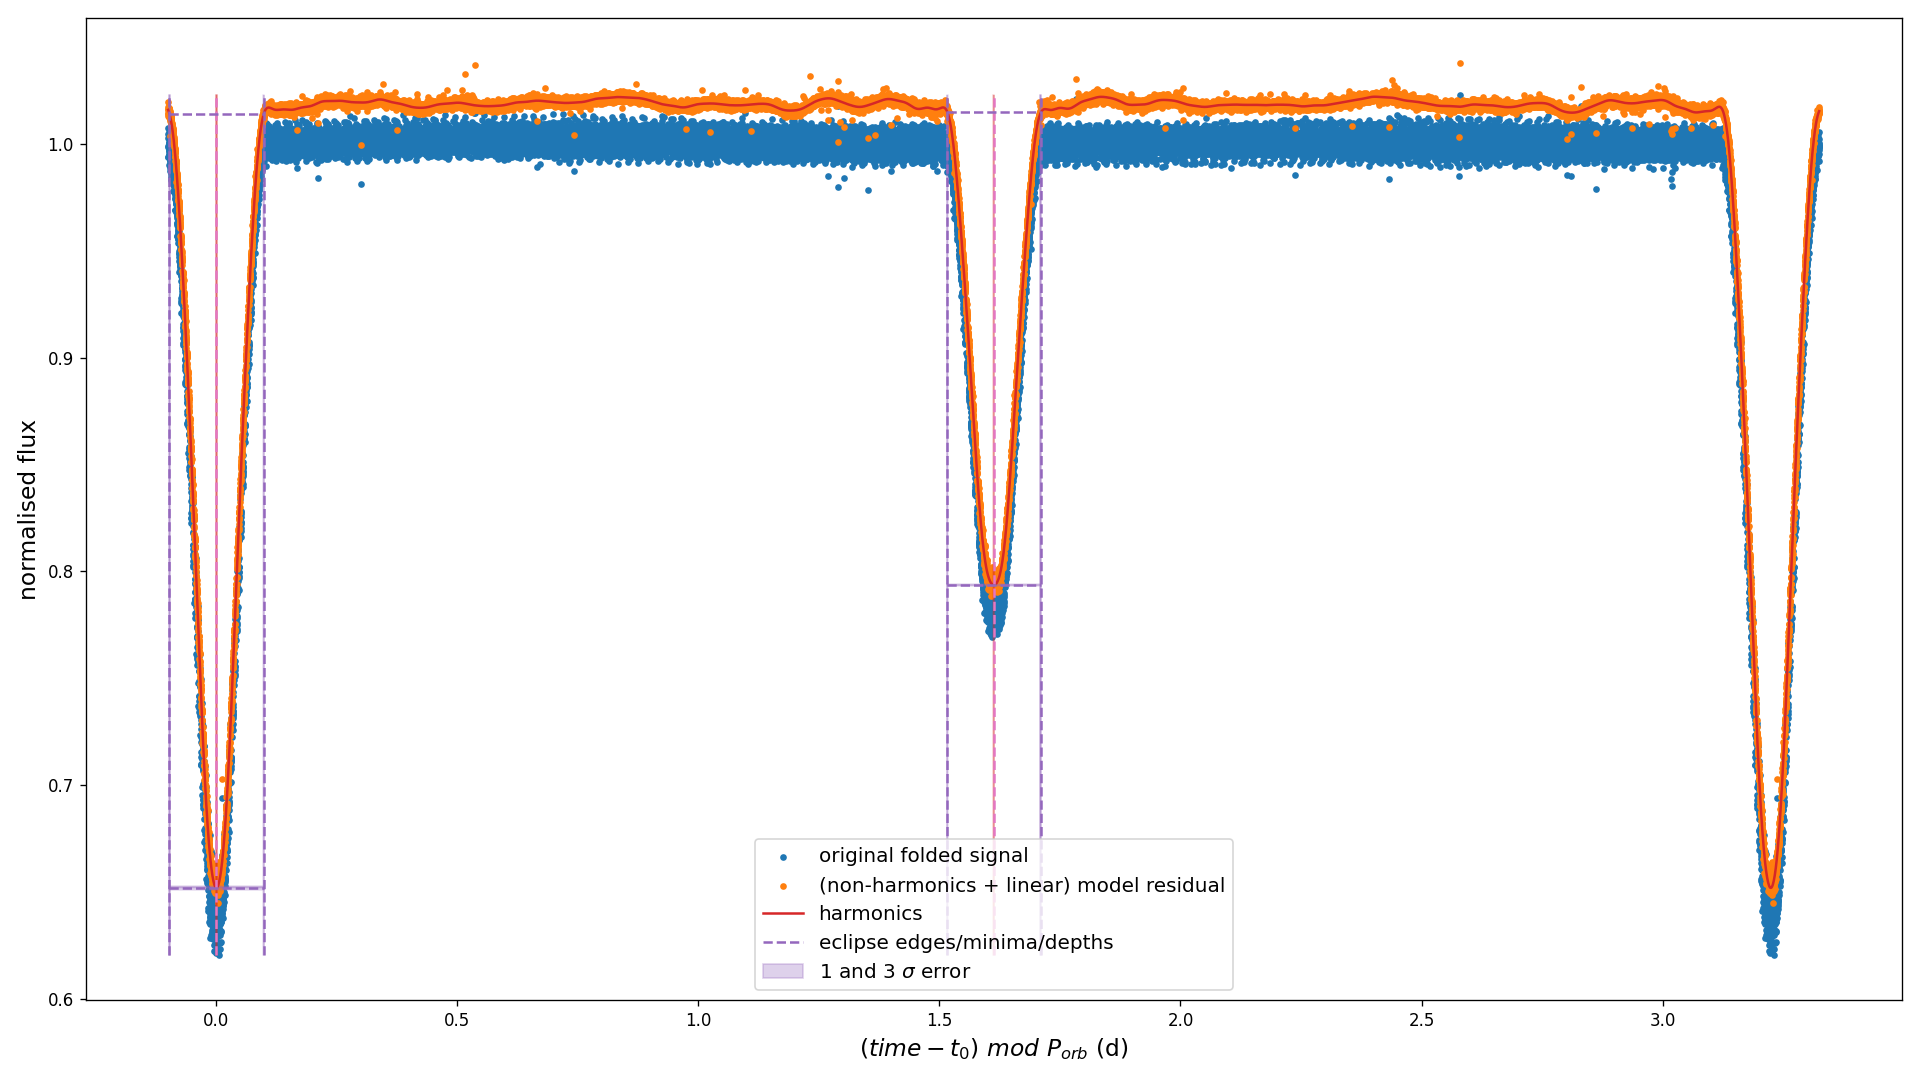 normalised flux
1.0
0.9
0.8
0.7
0.6
original folded signal
(non-harmonics + linear) model residual
harmonics
eclipse edges/minima/depths
1 and 3 σ error
0.0 0.5 1.0 1.5 2.0 2.5 3.0
(time − t₀) mod Pₒᵣb (d)